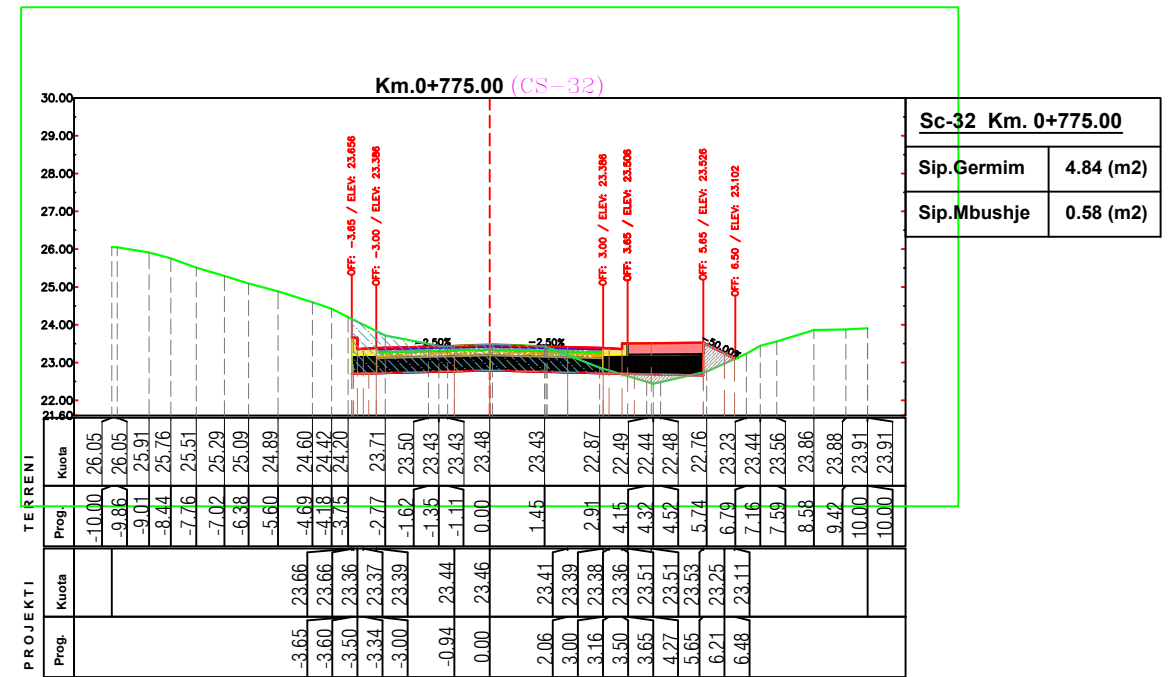 Km.0+775.00 (CS-32)
30.00
29.00
28.00
27.00
26.00
25.00
24.00
23.00
22.00
21.60
OFF: -3.65 / ELEV: 23.656
OFF: -3.00 / ELEV: 23.386
OFF: 3.00 / ELEV: 23.386
OFF: 3.65 / ELEV: 23.506
OFF: 5.65 / ELEV: 23.526
OFF: 6.50 / ELEV: 23.102
-2.50%
-2.50%
-50.00%
Sc-32 Km. 0+775.00
Sip.Germim 4.84 (m2)
Sip.Mbushje 0.58 (m2)
TERRENI
Kuota 26.05 26.05 25.91 25.76 25.51 25.29 25.09 24.89 24.60 24.42 24.20 23.71 23.50 23.43 23.43 23.48 23.43 22.87 22.49 22.44 22.48 22.76 23.23 23.44 23.56 23.86 23.88 23.91 23.91
Prog. -10.00 -9.86 -9.01 -8.44 -7.76 -7.02 -6.38 -5.60 -4.69 -4.18 -3.75 -2.77 -1.62 -1.35 -1.11 0.00 1.45 2.91 4.15 4.32 4.52 5.74 6.79 7.16 7.59 8.58 9.42 10.00 10.00
PROJEKTI
Kuota 23.66 23.66 23.36 23.37 23.39 23.44 23.46 23.41 23.39 23.38 23.36 23.51 23.51 23.53 23.25 23.11
Prog. -3.65 -3.60 -3.50 -3.34 -3.00 -0.94 0.00 2.06 3.00 3.16 3.50 3.65 4.27 5.65 6.21 6.48